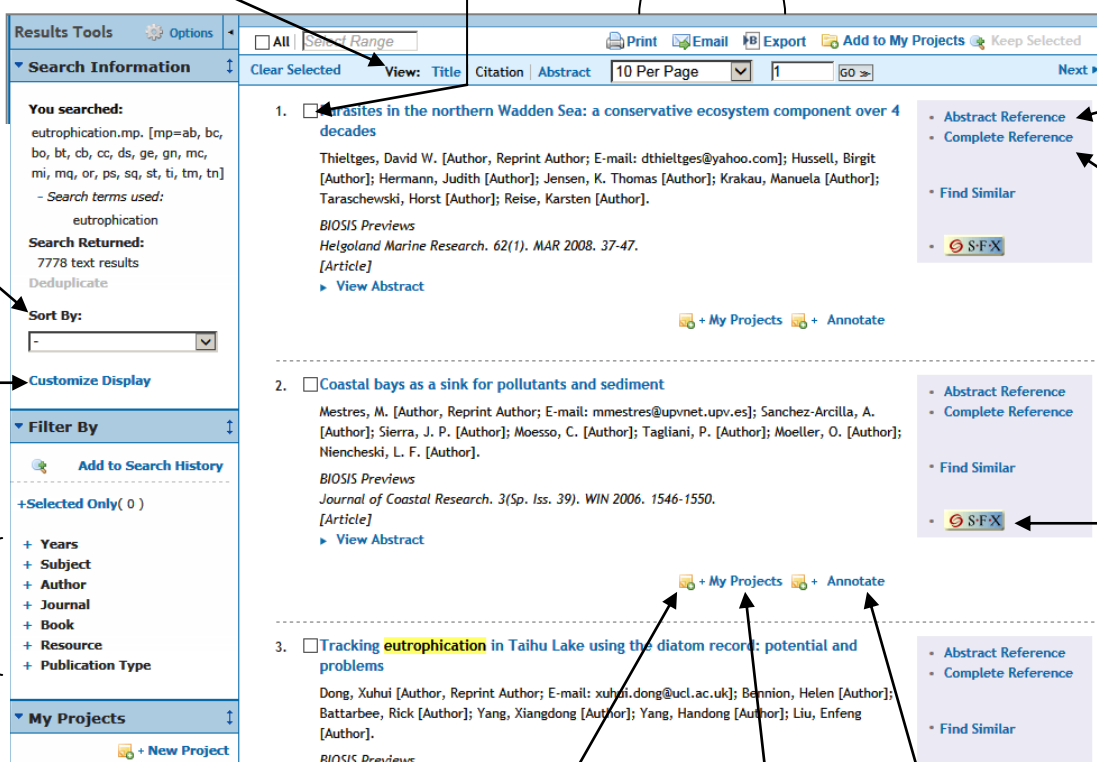 Results Tools
Options
Search Information
You searched:
eutrophication.mp. [mp=ab, bc,
bo, bt, cb, cc, ds, ge, gn, mc,
mi, mq, or, ps, sq, st, ti, tm, tn]
- Search terms used:
eutrophication
Search Returned:
7778 text results
Deduplicate
Sort By:
-
Customize Display
Filter By
Add to Search History
+Selected Only( 0 )
+ Years
+ Subject
+ Author
+ Journal
+ Book
+ Resource
+ Publication Type
My Projects
+ New Project
All Select Range Print Email Export Add to My Projects Keep Selected
Clear Selected View: Title Citation Abstract 10 Per Page 1 GO Next
1. Parasites in the northern Wadden Sea: a conservative ecosystem component over 4
decades
Thieltges, David W. [Author, Reprint Author; E-mail: dthieltges@yahoo.com]; Hussell, Birgit
[Author]; Hermann, Judith [Author]; Jensen, K. Thomas [Author]; Krakau, Manuela [Author];
Taraschewski, Horst [Author]; Reise, Karsten [Author].
BIOSIS Previews
Helgoland Marine Research. 62(1). MAR 2008. 37-47.
[Article]
View Abstract
+ My Projects + Annotate
Abstract Reference
Complete Reference
Find Similar
S·F·X
2. Coastal bays as a sink for pollutants and sediment
Mestres, M. [Author, Reprint Author; E-mail: mmestres@upvnet.upv.es]; Sanchez-Arcilla, A.
[Author]; Sierra, J. P. [Author]; Moesso, C. [Author]; Tagliani, P. [Author]; Moeller, O. [Author];
Niencheski, L. F. [Author].
BIOSIS Previews
Journal of Coastal Research. 3(Sp. Iss. 39). WIN 2006. 1546-1550.
[Article]
View Abstract
+ My Projects + Annotate
Abstract Reference
Complete Reference
Find Similar
S·F·X
3. Tracking eutrophication in Taihu Lake using the diatom record: potential and
problems
Dong, Xuhui [Author, Reprint Author; E-mail: xuhui.dong@ucl.ac.uk]; Bennion, Helen [Author];
Battarbee, Rick [Author]; Yang, Xiangdong [Author]; Yang, Handong [Author]; Liu, Enfeng
[Author].
BIOSIS Previews
Abstract Reference
Complete Reference
Find Similar